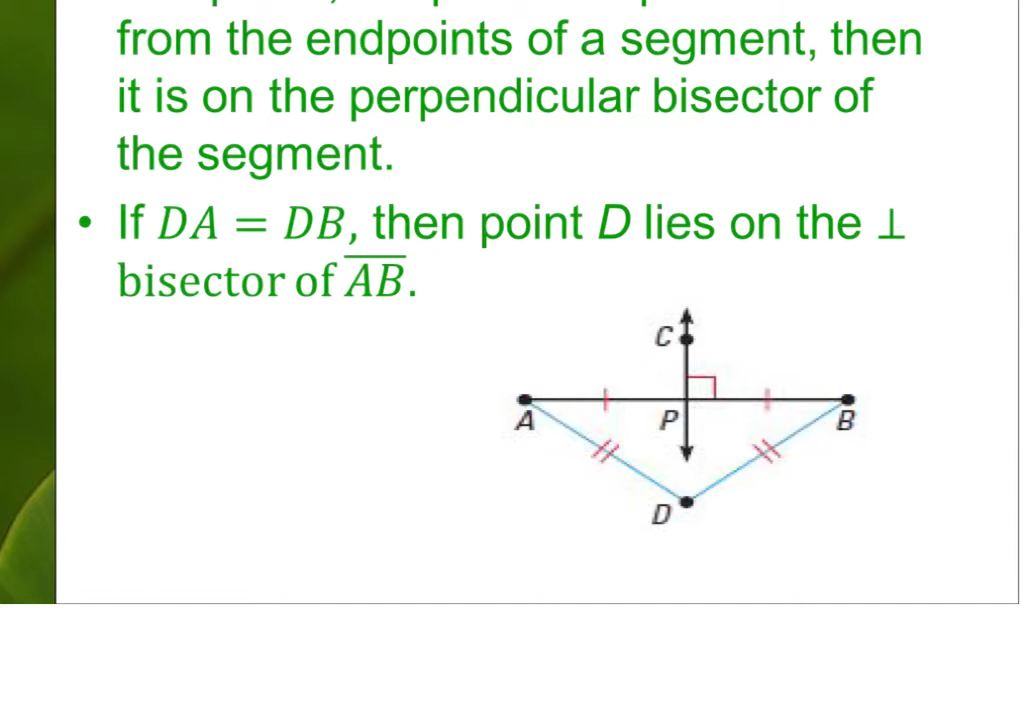 from the endpoints of a segment, then
it is on the perpendicular bisector of
the segment.
• If DA = DB, then point D lies on the ⊥
bisector of A̅B̅.
C
A
P
B
D